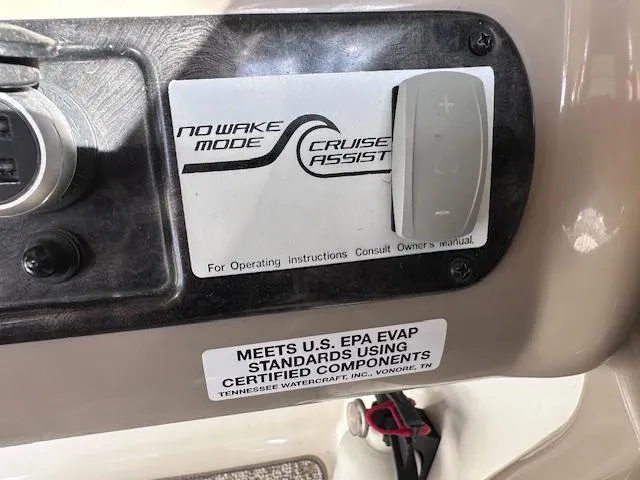 NO WAKE
MODE
CRUISE
ASSIST
+
−
For Operating instructions Consult Owner's Manual.
MEETS U.S. EPA EVAP
STANDARDS USING
CERTIFIED COMPONENTS
TENNESSEE WATERCRAFT, INC., VONORE, TN